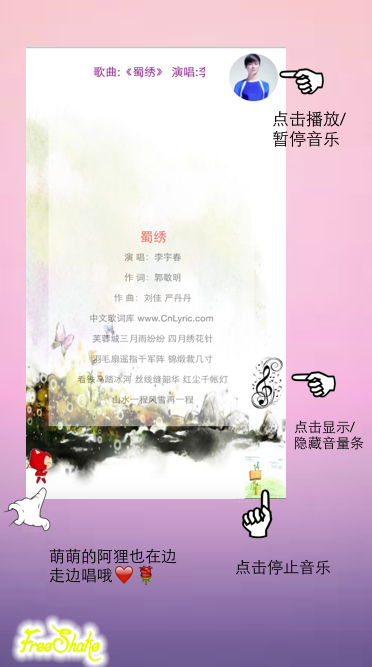 歌曲:《蜀绣》 演唱:李
点击播放/
暂停音乐
蜀绣
演 唱：李宇春
作 词：郭敬明
作 曲：刘佳 严丹丹
中文歌词库 www.CnLyric.com
芙蓉城三月雨纷纷 四月绣花针
羽毛扇遥指千军阵 锦缎裁几寸
看铁马踏冰河 丝线缝韶华 红尘千帐灯
山水一程风雪再一程
点击显示/
隐藏音量条
萌萌的阿狸也在边
走边唱哦❤️🌹
点击停止音乐
FreeShake